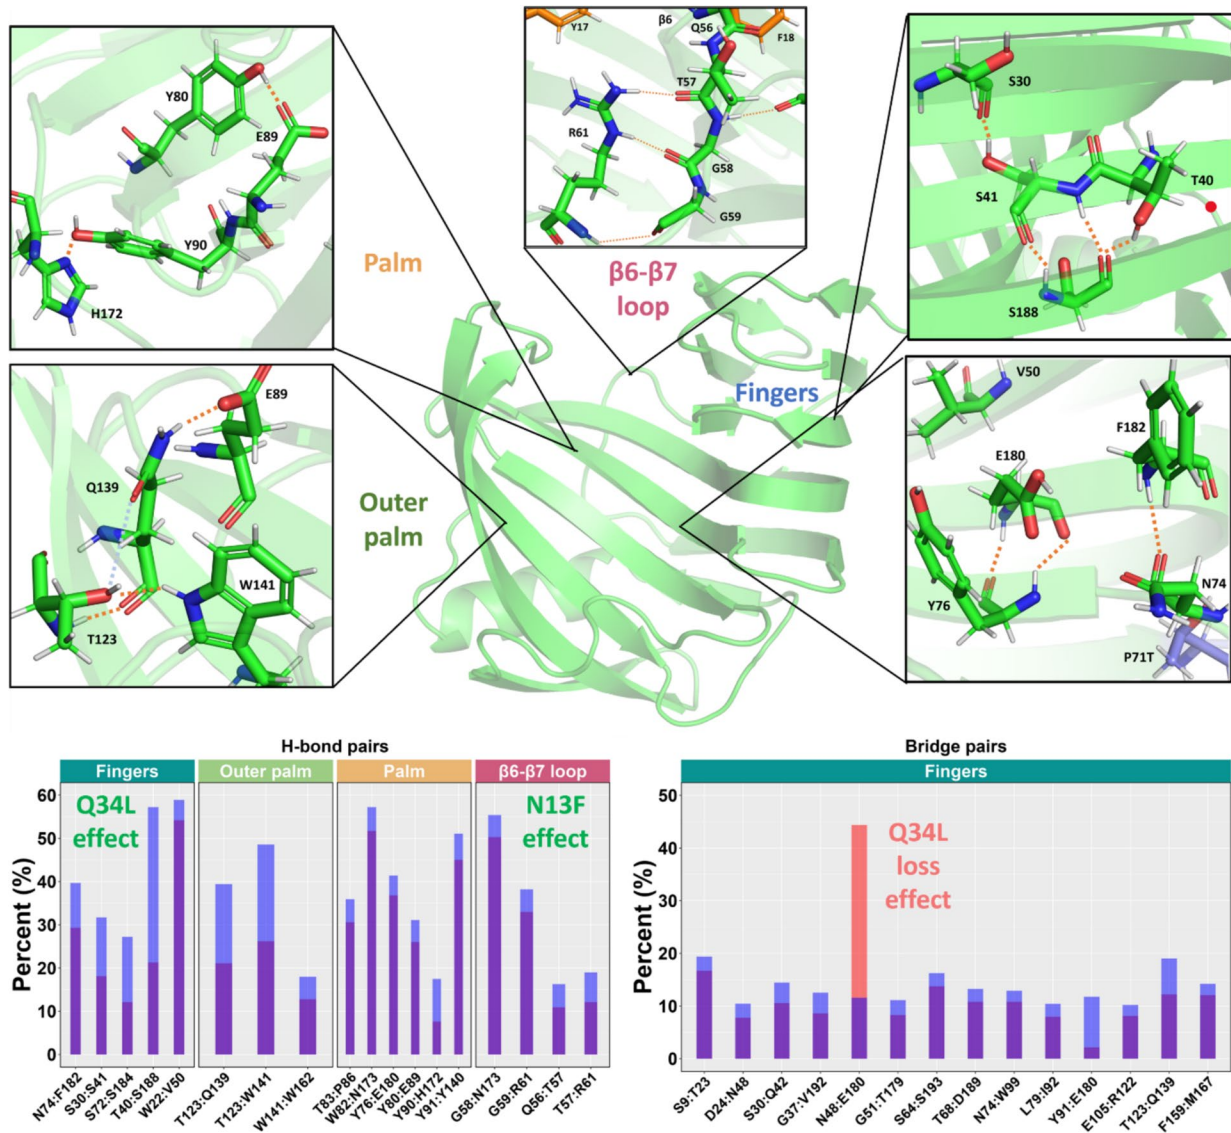 Y80
E89
Y90
H172
Palm
Y17
β6
Q56
F18
T57
R61
G58
G59
β6-β7
loop
S30
S41
T40
S188
Fingers
E89
Q139
W141
T123
Outer
palm
V50
F182
E180
Y76
N74
P71T
H-bond pairs
Fingers
Outer palm
Palm
β6-β7 loop
Q34L
effect
N13F
effect
Percent (%)
60
50
40
30
20
10
0
N74:F182
S30:S41
S72:S184
T40:S188
W22:V50
T123:Q139
T123:W141
W141:W162
T83:P86
W82:N173
Y76:E180
Y80:E89
Y90:H172
Y91:Y140
G58:N173
G59:R61
Q56:T57
T57:R61
Bridge pairs
Fingers
Q34L
loss
effect
Percent (%)
50
40
30
20
10
0
S9:T23
D24:N48
S30:Q42
G37:V192
N48:E180
G51:T179
S64:S193
T68:D189
N74:W99
L79:I92
Y91:E180
E105:R122
T123:Q139
F159:M167